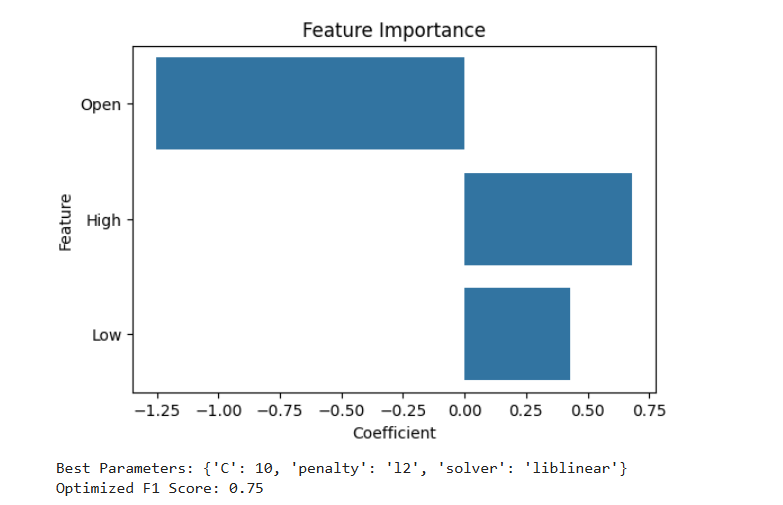 Feature Importance
Open
High
Low
Feature
−1.25 −1.00 −0.75 −0.50 −0.25 0.00 0.25 0.50 0.75
Coefficient
Best Parameters: {'C': 10, 'penalty': 'l2', 'solver': 'liblinear'}
Optimized F1 Score: 0.75